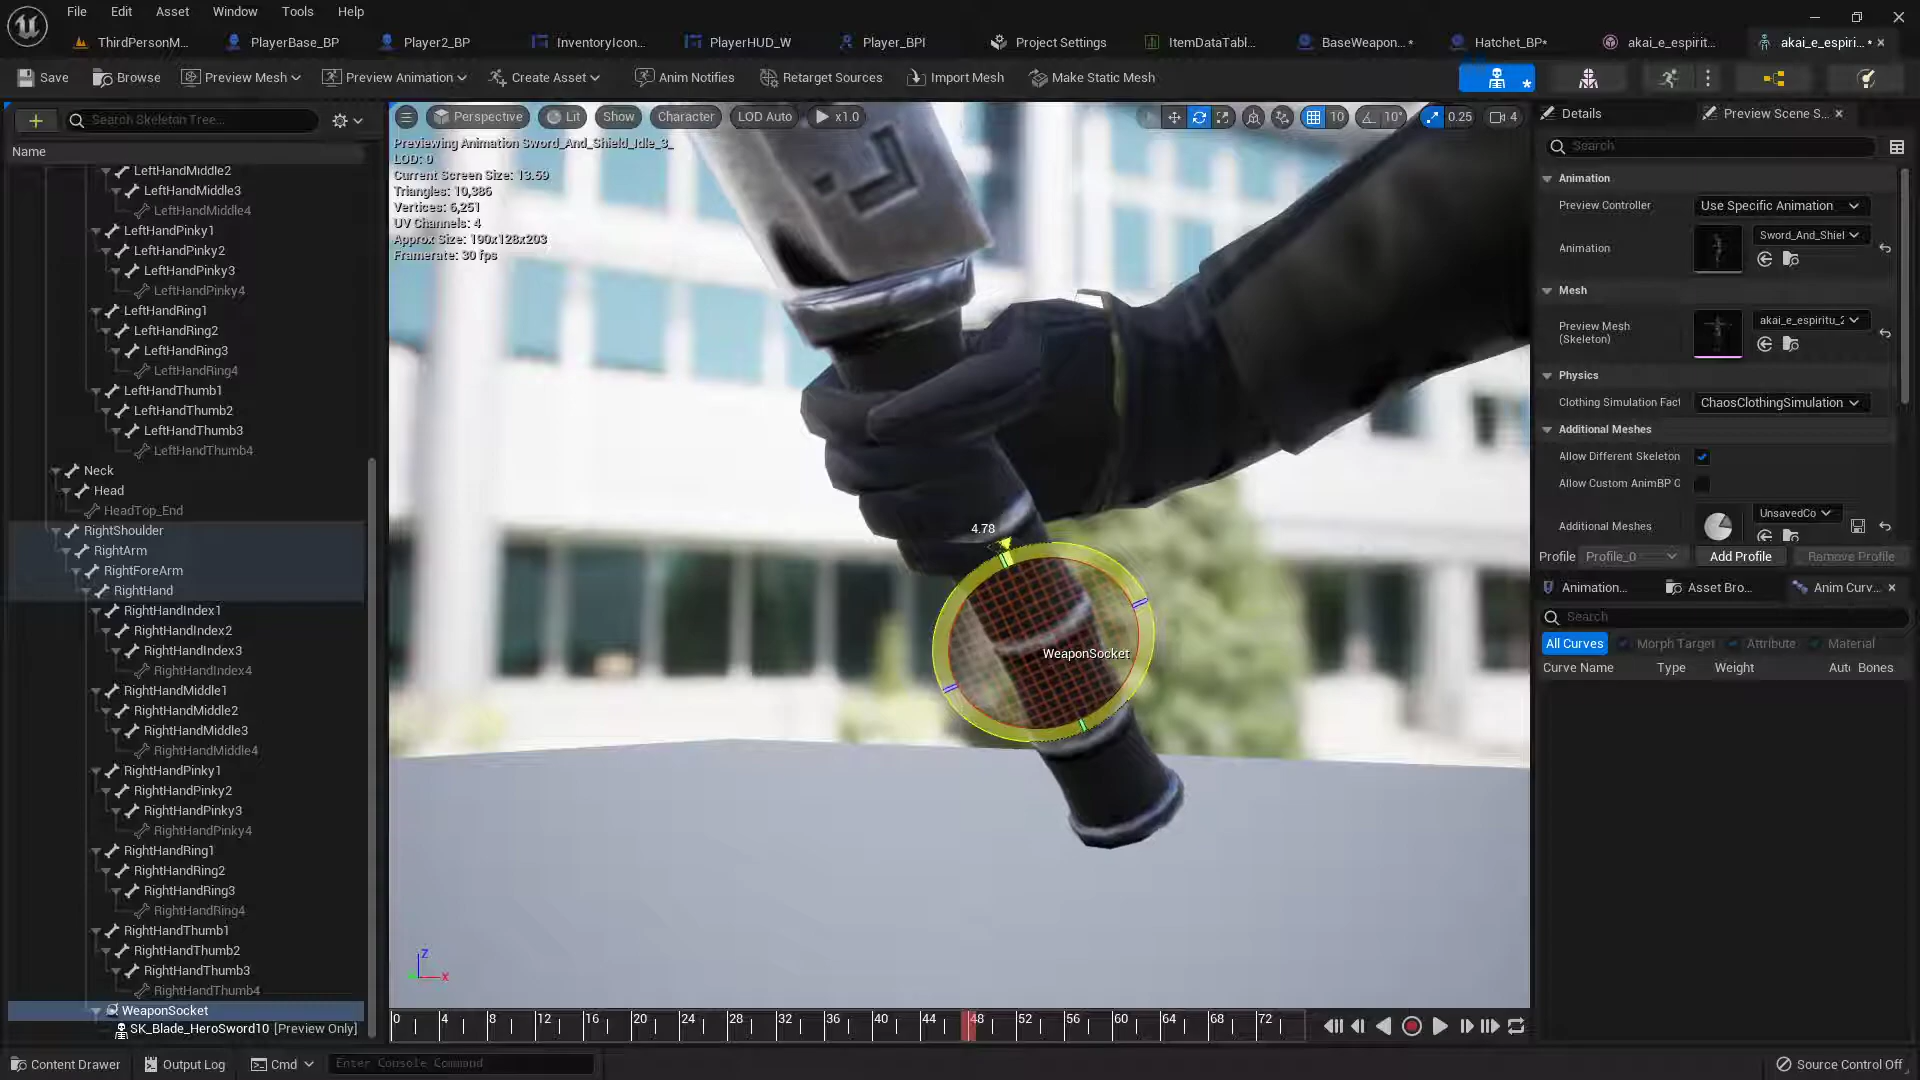 File Edit Asset Window Tools Help
ThirdPersonM... PlayerBase_BP Player2_BP InventoryIcon... PlayerHUD_W Player_BPI Project Settings ItemDataTabl... BaseWeapon...* Hatchet_BP* akai_e_espirit... akai_e_espiri...*
Save Browse Preview Mesh Preview Animation Create Asset Anim Notifies Retarget Sources Import Mesh Make Static Mesh
Search Skeleton Tree...
Name
LeftHandMiddle2
LeftHandMiddle3
LeftHandMiddle4
LeftHandPinky1
LeftHandPinky2
LeftHandPinky3
LeftHandPinky4
LeftHandRing1
LeftHandRing2
LeftHandRing3
LeftHandRing4
LeftHandThumb1
LeftHandThumb2
LeftHandThumb3
LeftHandThumb4
Neck
Head
HeadTop_End
RightShoulder
RightArm
RightForeArm
RightHand
RightHandIndex1
RightHandIndex2
RightHandIndex3
RightHandIndex4
RightHandMiddle1
RightHandMiddle2
RightHandMiddle3
RightHandMiddle4
RightHandPinky1
RightHandPinky2
RightHandPinky3
RightHandPinky4
RightHandRing1
RightHandRing2
RightHandRing3
RightHandRing4
RightHandThumb1
RightHandThumb2
RightHandThumb3
RightHandThumb4
WeaponSocket
SK_Blade_HeroSword10 [Preview Only]
Perspective Lit Show Character LOD Auto x1.0 10 10° 0.25 4
Previewing Animation Sword_And_Shield_Idle_3_
LOD: 0
Current Screen Size: 13.59
Triangles: 10,386
Vertices: 6,251
UV Channels: 4
Approx Size: 190x128x203
Framerate: 30 fps
4.78
WeaponSocket
Z
X
0 4 8 12 16 20 24 28 32 36 40 44 48 52 56 60 64 68 72
Details Preview Scene S...
Search
Animation
Preview Controller Use Specific Animation
Animation Sword_And_Shiel
Mesh
Preview Mesh (Skeleton) akai_e_espiritu_2
Physics
Clothing Simulation Fact ChaosClothingSimulation
Additional Meshes
Allow Different Skeleton
Allow Custom AnimBP O
Additional Meshes UnsavedCo
Profile Profile_0 Add Profile Remove Profile
Animation... Asset Bro... Anim Curv...
Search
All Curves Morph Target Attribute Material
Curve Name Type Weight Aut Bones
Content Drawer Output Log Cmd Enter Console Command Source Control Off